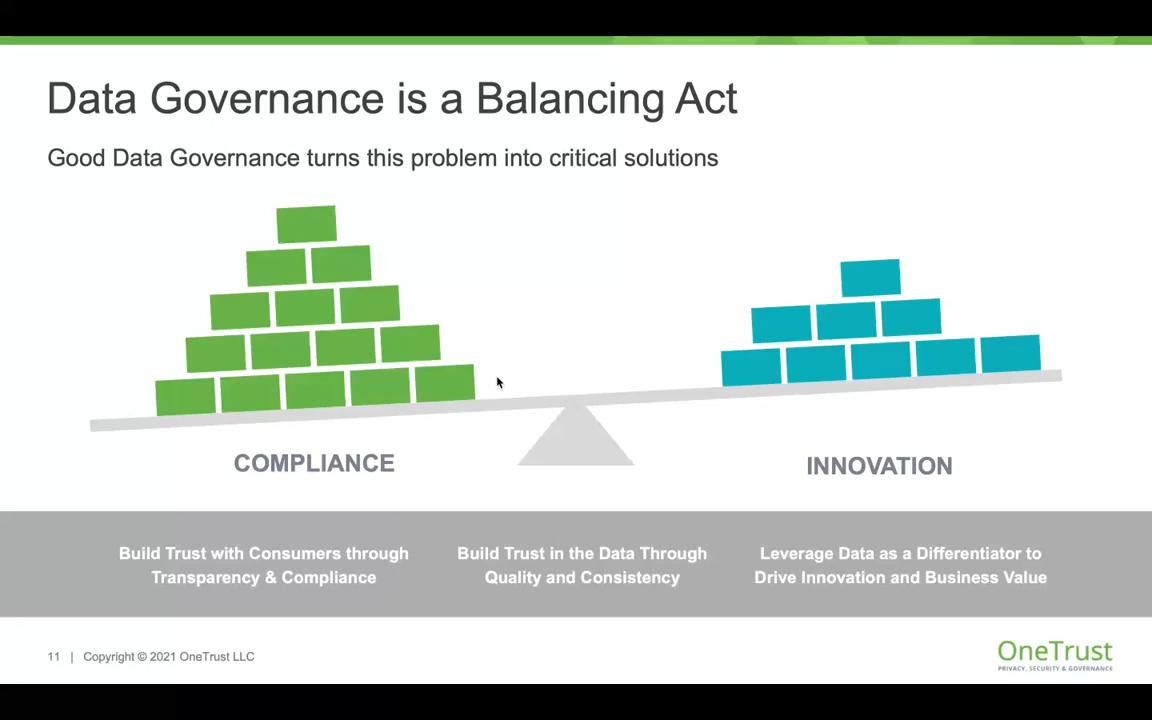 Data Governance is a Balancing Act
Good Data Governance turns this problem into critical solutions
COMPLIANCE
INNOVATION
Build Trust with Consumers through
Transparency & Compliance
Build Trust in the Data Through
Quality and Consistency
Leverage Data as a Differentiator to
Drive Innovation and Business Value
11 | Copyright © 2021 OneTrust LLC
OneTrust
PRIVACY, SECURITY & GOVERNANCE